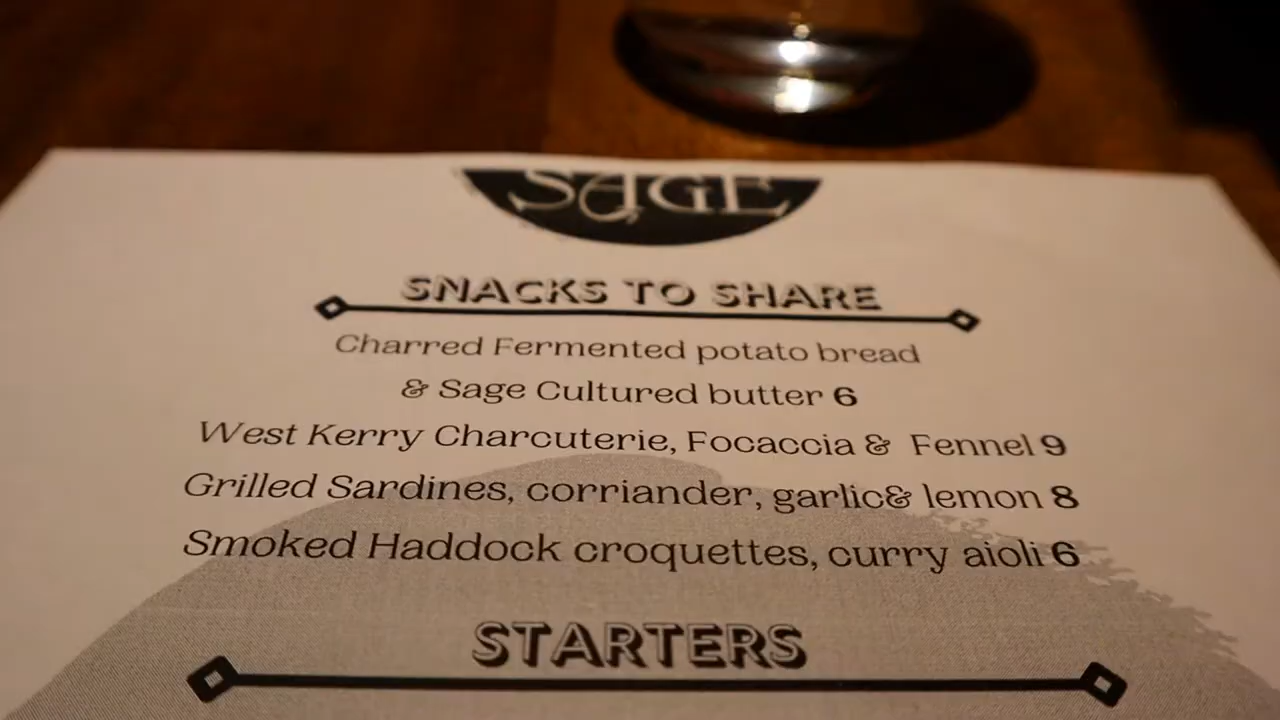 SAGE
SNACKS TO SHARE
Charred Fermented potato bread
& Sage Cultured butter 6
West Kerry Charcuterie, Focaccia & Fennel 9
Grilled Sardines, corriander, garlic& lemon 8
Smoked Haddock croquettes, curry aioli 6
STARTERS